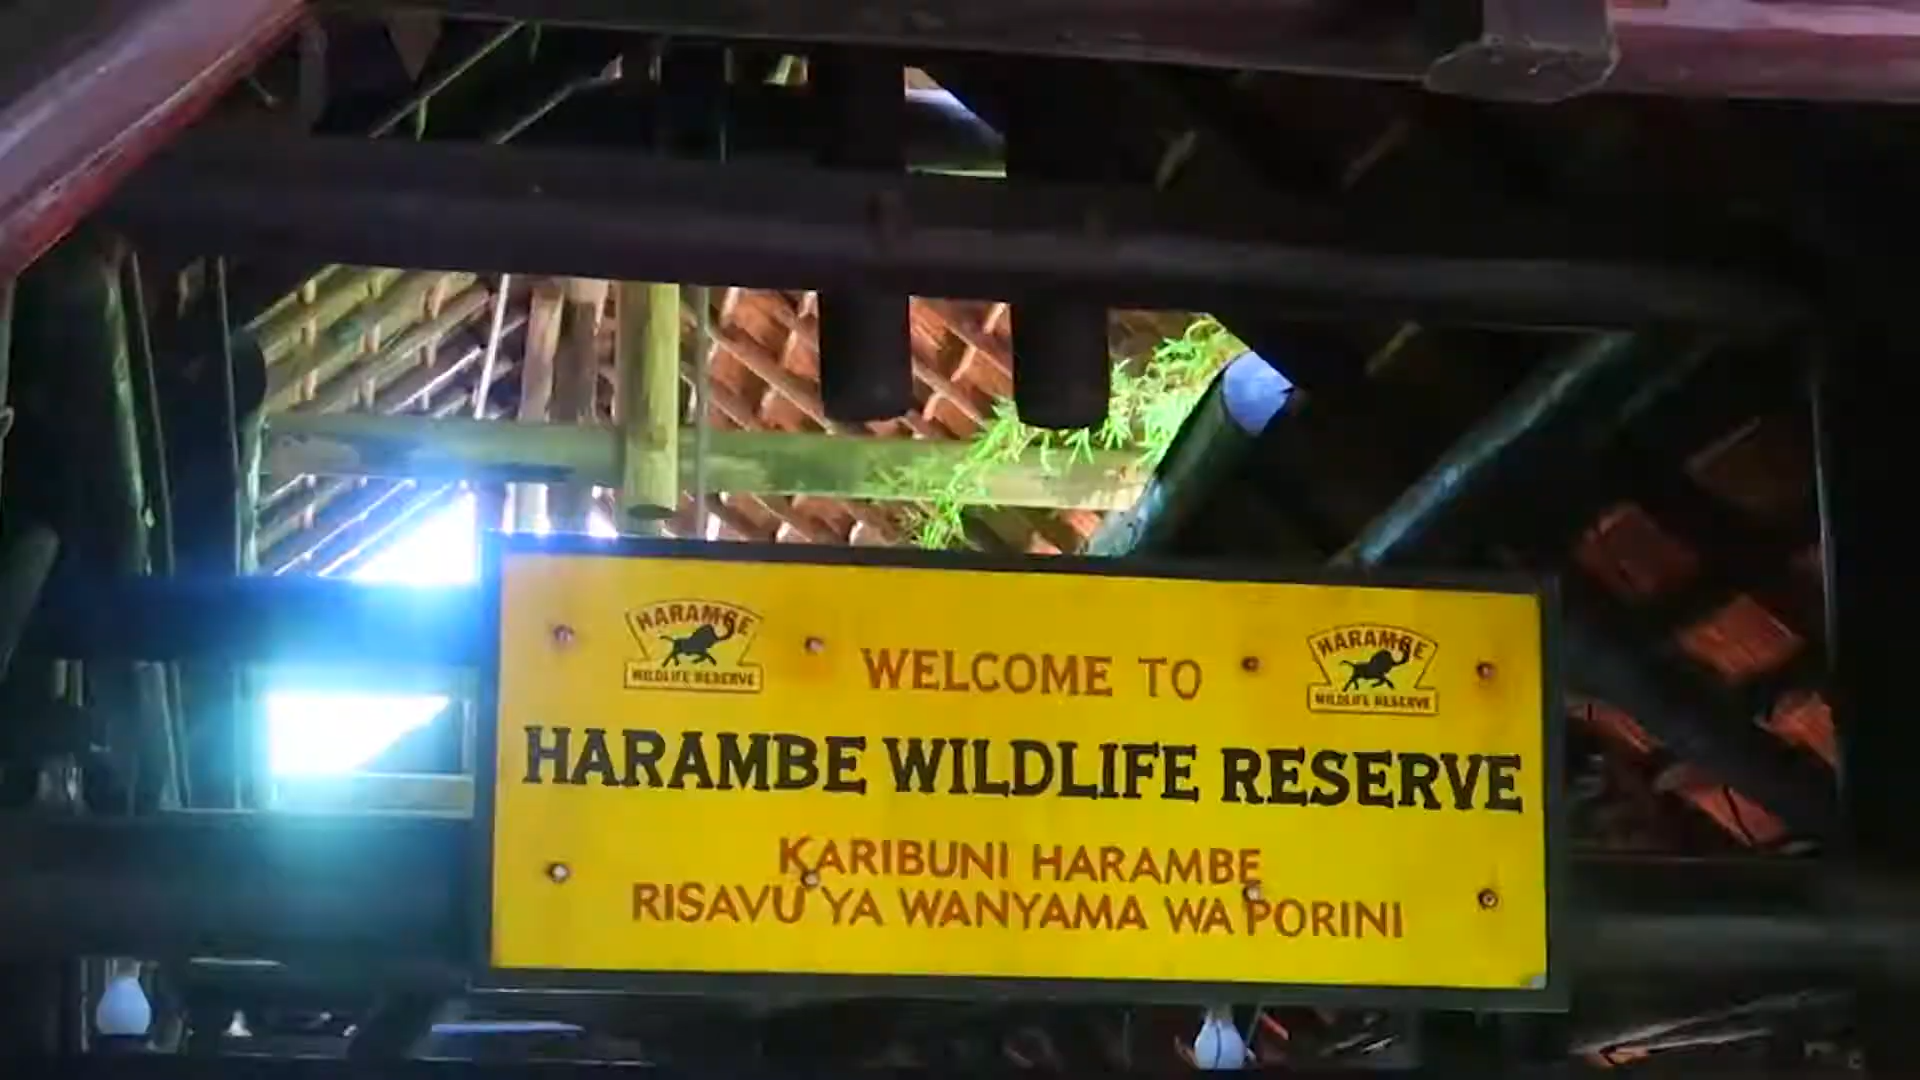 HARAMBE
WILDLIFE RESERVE
WELCOME TO
HARAMBE
WILDLIFE RESERVE
HARAMBE WILDLIFE RESERVE
KARIBUNI HARAMBE
RISAVU YA WANYAMA WA PORINI